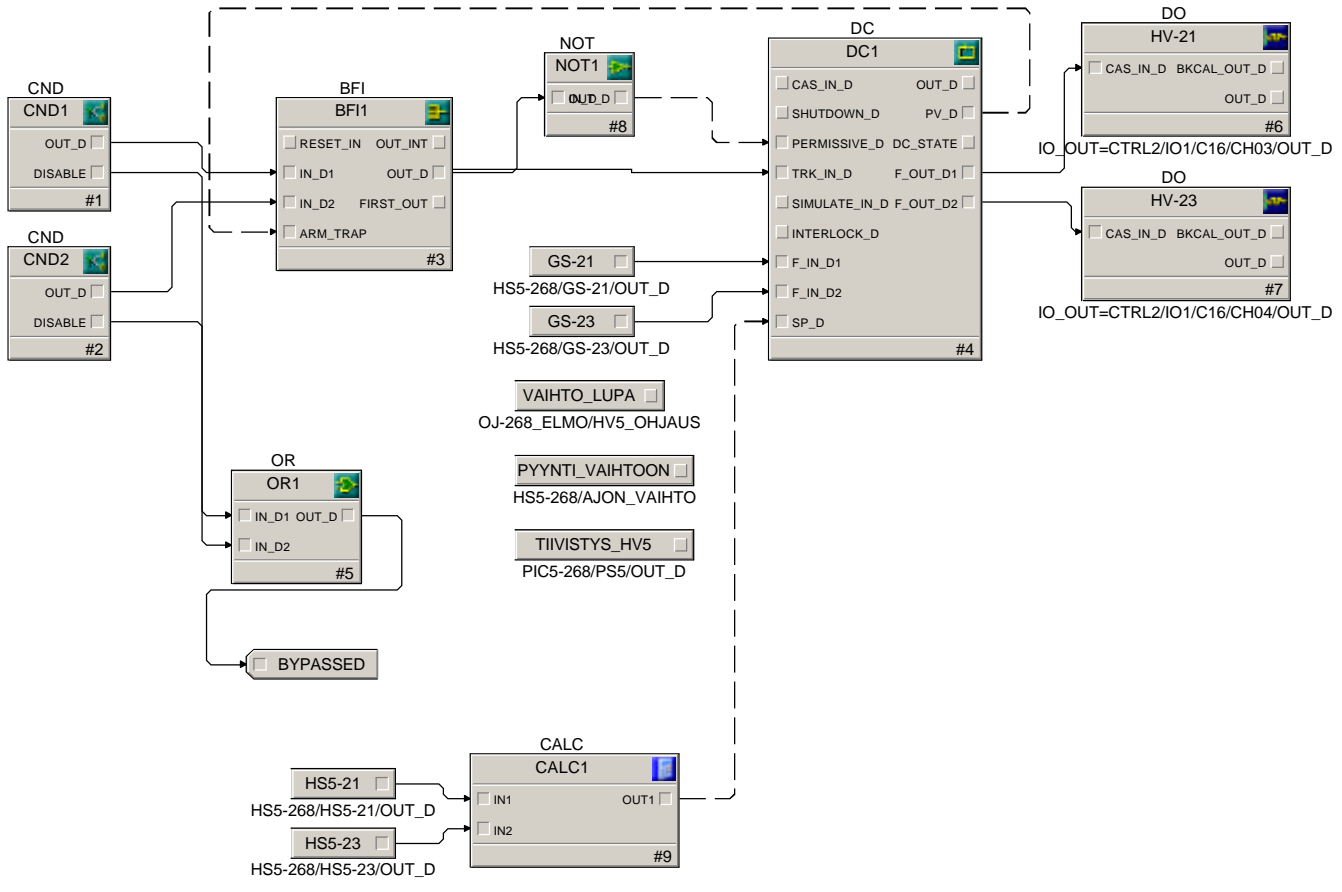 CND
CND1
OUT_D
DISABLE
#1
CND
CND2
OUT_D
DISABLE
#2
BFI
BFI1
RESET_IN OUT_INT
IN_D1 OUT_D
IN_D2 FIRST_OUT
ARM_TRAP
#3
NOT
NOT1
OUT_D
#8
DC
DC1
CAS_IN_D OUT_D
SHUTDOWN_D PV_D
PERMISSIVE_D DC_STATE
TRK_IN_D F_OUT_D1
SIMULATE_IN_D F_OUT_D2
INTERLOCK_D
F_IN_D1
F_IN_D2
SP_D
#4
DO
HV-21
CAS_IN_D BKCAL_OUT_D
OUT_D
#6
IO_OUT=CTRL2/IO1/C16/CH03/OUT_D
DO
HV-23
CAS_IN_D BKCAL_OUT_D
OUT_D
#7
IO_OUT=CTRL2/IO1/C16/CH04/OUT_D
GS-21
HS5-268/GS-21/OUT_D
GS-23
HS5-268/GS-23/OUT_D
VAIHTO_LUPA
OJ-268_ELMO/HV5_OHJAUS
PYYNTI_VAIHTOON
HS5-268/AJON_VAIHTO
TIIVISTYS_HV5
PIC5-268/PS5/OUT_D
OR
OR1
IN_D1 OUT_D
IN_D2
#5
BYPASSED
CALC
CALC1
IN1 OUT1
IN2
#9
HS5-21
HS5-268/HS5-21/OUT_D
HS5-23
HS5-268/HS5-23/OUT_D